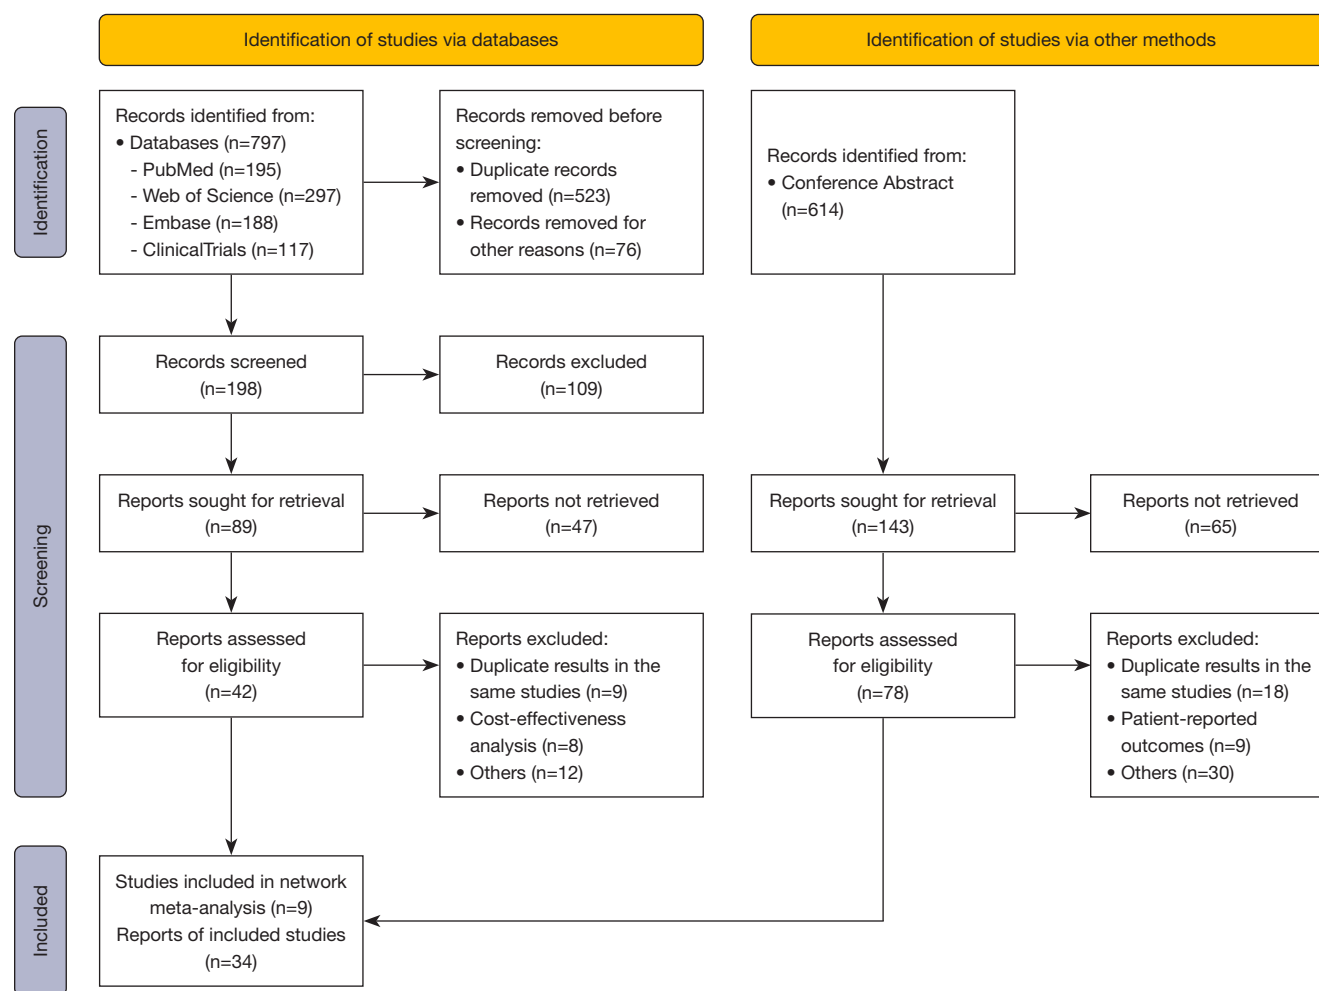 Identification of studies via databases
Identification of studies via other methods
Identification
Records identified from:
• Databases (n=797)
- PubMed (n=195)
- Web of Science (n=297)
- Embase (n=188)
- ClinicalTrials (n=117)
Records removed before
screening:
• Duplicate records
removed (n=523)
• Records removed for
other reasons (n=76)
Records identified from:
• Conference Abstract
(n=614)
Screening
Records screened
(n=198)
Records excluded
(n=109)
Reports sought for retrieval
(n=89)
Reports not retrieved
(n=47)
Reports sought for retrieval
(n=143)
Reports not retrieved
(n=65)
Reports assessed
for eligibility
(n=42)
Reports excluded:
• Duplicate results in the
same studies (n=9)
• Cost-effectiveness
analysis (n=8)
• Others (n=12)
Reports assessed
for eligibility
(n=78)
Reports excluded:
• Duplicate results in the
same studies (n=18)
• Patient-reported
outcomes (n=9)
• Others (n=30)
Included
Studies included in network
meta-analysis (n=9)
Reports of included studies
(n=34)